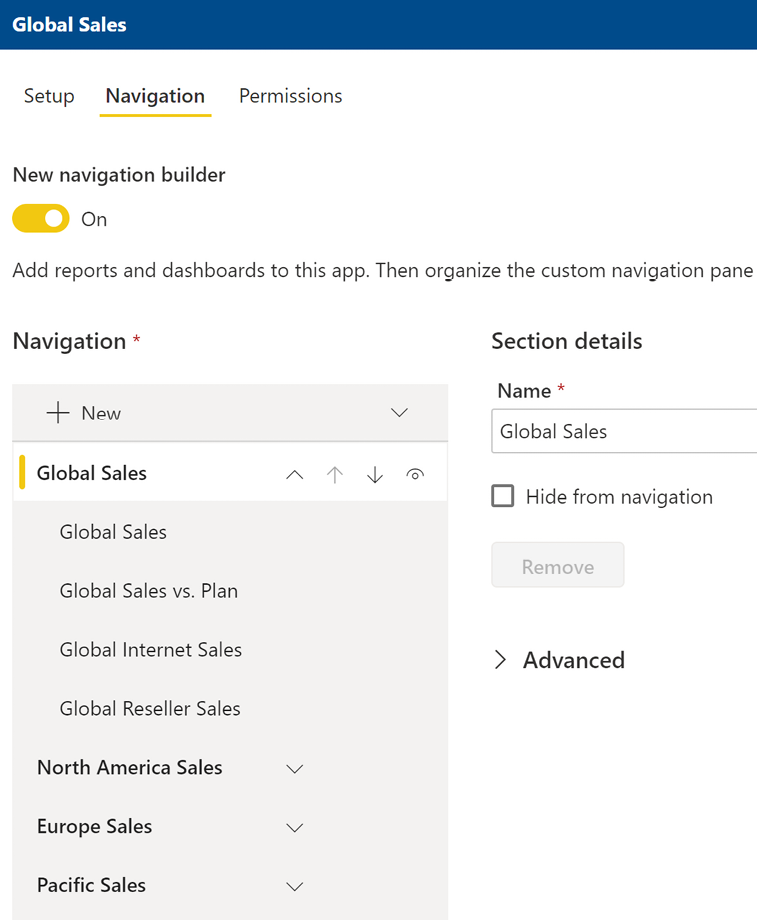 Global Sales
Setup Navigation Permissions
New navigation builder
On
Add reports and dashboards to this app. Then organize the custom navigation pane
Navigation *
+ New
Global Sales
Global Sales
Global Sales vs. Plan
Global Internet Sales
Global Reseller Sales
North America Sales
Europe Sales
Pacific Sales
Section details
Name *
Global Sales
Hide from navigation
Remove
Advanced